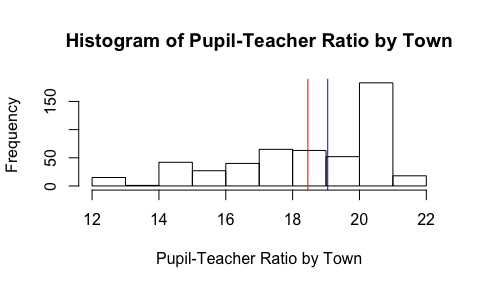 Histogram of Pupil-Teacher Ratio by Town
Frequency
150
50
0
12 14 16 18 20 22
Pupil-Teacher Ratio by Town